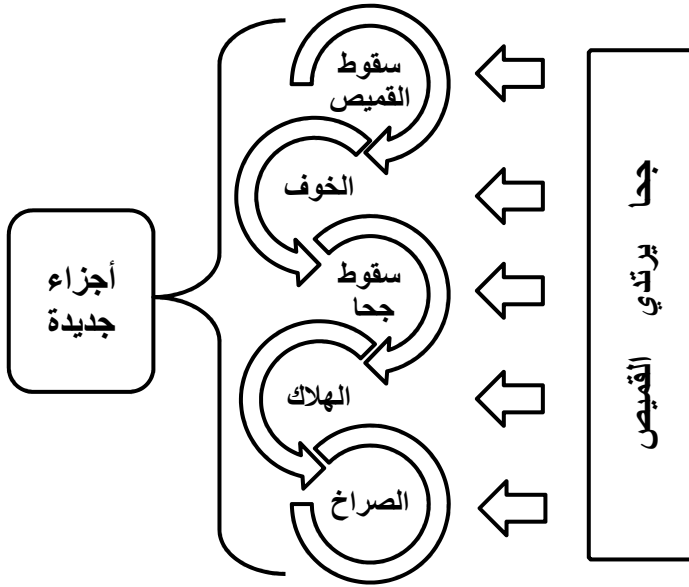 جحا يرتدي القميص
سقوط
القميص
الخوف
سقوط
جحا
الهلاك
الصراخ
أجزاء
جديدة